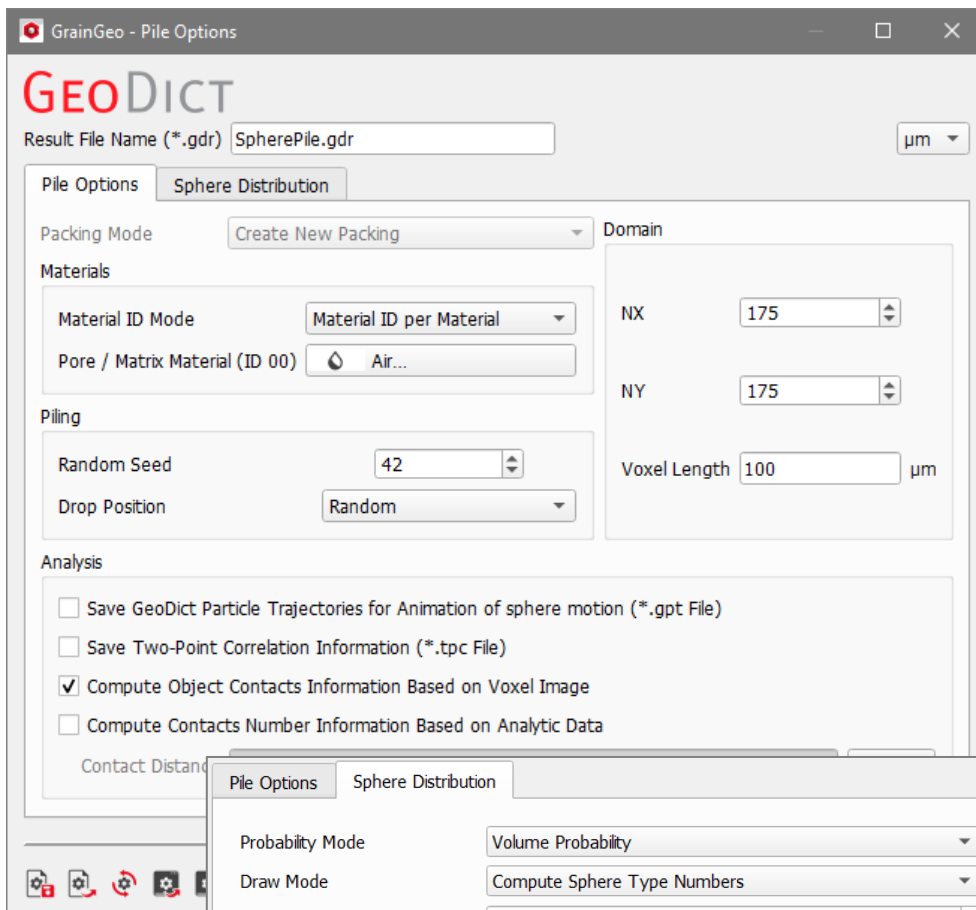 GrainGeo - Pile Options
GEODICT
Result File Name (*.gdr) SpherePile.gdr µm
Pile Options Sphere Distribution
Packing Mode Create New Packing
Domain
Materials
Material ID Mode Material ID per Material
NX 175
Pore / Matrix Material (ID 00) Air...
NY 175
Piling
Random Seed 42
Voxel Length 100 µm
Drop Position Random
Analysis
Save GeoDict Particle Trajectories for Animation of sphere motion (*.gpt File)
Save Two-Point Correlation Information (*.tpc File)
Compute Object Contacts Information Based on Voxel Image
Compute Contacts Number Information Based on Analytic Data
Contact Distanc
Pile Options Sphere Distribution
Probability Mode Volume Probability
Draw Mode Compute Sphere Type Numbers